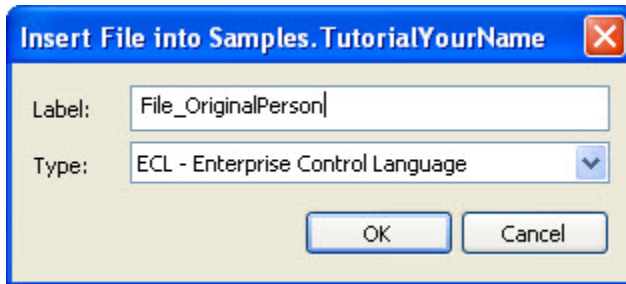 Insert File into Samples.TutorialYourName
Label: File_OriginalPerson
Type: ECL - Enterprise Control Language
OK Cancel